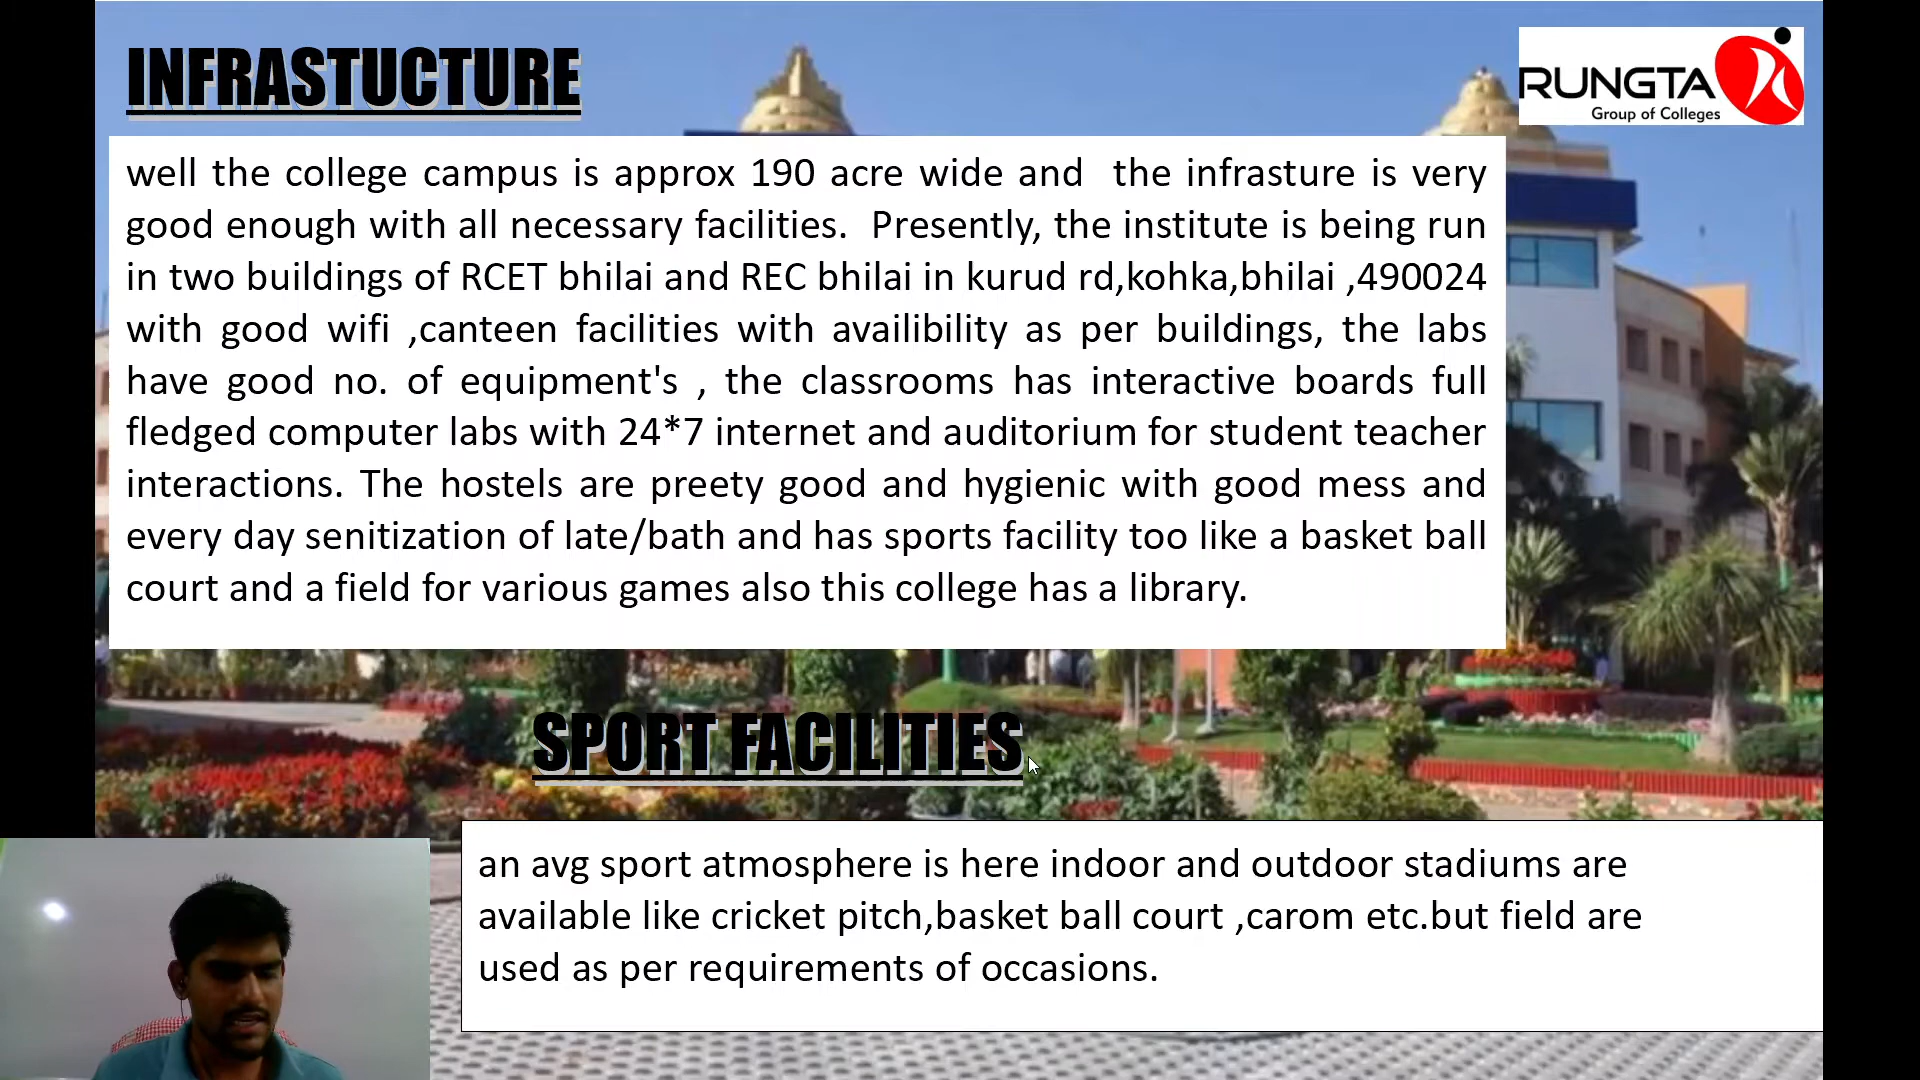 INFRASTUCTURE
RUNGTA
Group of Colleges
well the college campus is approx 190 acre wide and  the infrasture is very
good enough with all necessary facilities.  Presently, the institute is being run
in two buildings of RCET bhilai and REC bhilai in kurud rd,kohka,bhilai ,490024
with good wifi ,canteen facilities with availibility as per buildings, the labs
have good no. of equipment's , the classrooms has interactive boards full
fledged computer labs with 24*7 internet and auditorium for student teacher
interactions. The hostels are preety good and hygienic with good mess and
every day senitization of late/bath and has sports facility too like a basket ball
court and a field for various games also this college has a library.
SPORT FACILITIES
an avg sport atmosphere is here indoor and outdoor stadiums are
available like cricket pitch,basket ball court ,carom etc.but field are
used as per requirements of occasions.